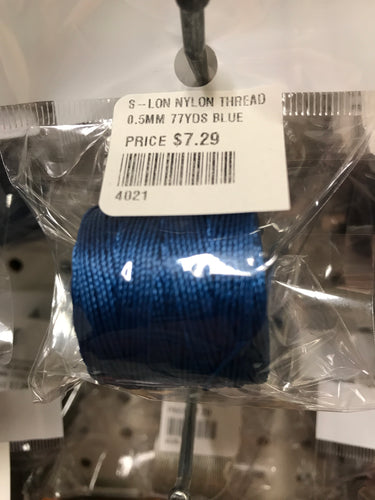 S-LON NYLON THREAD
0.5MM 77YDS BLUE
PRICE $7.29
4021